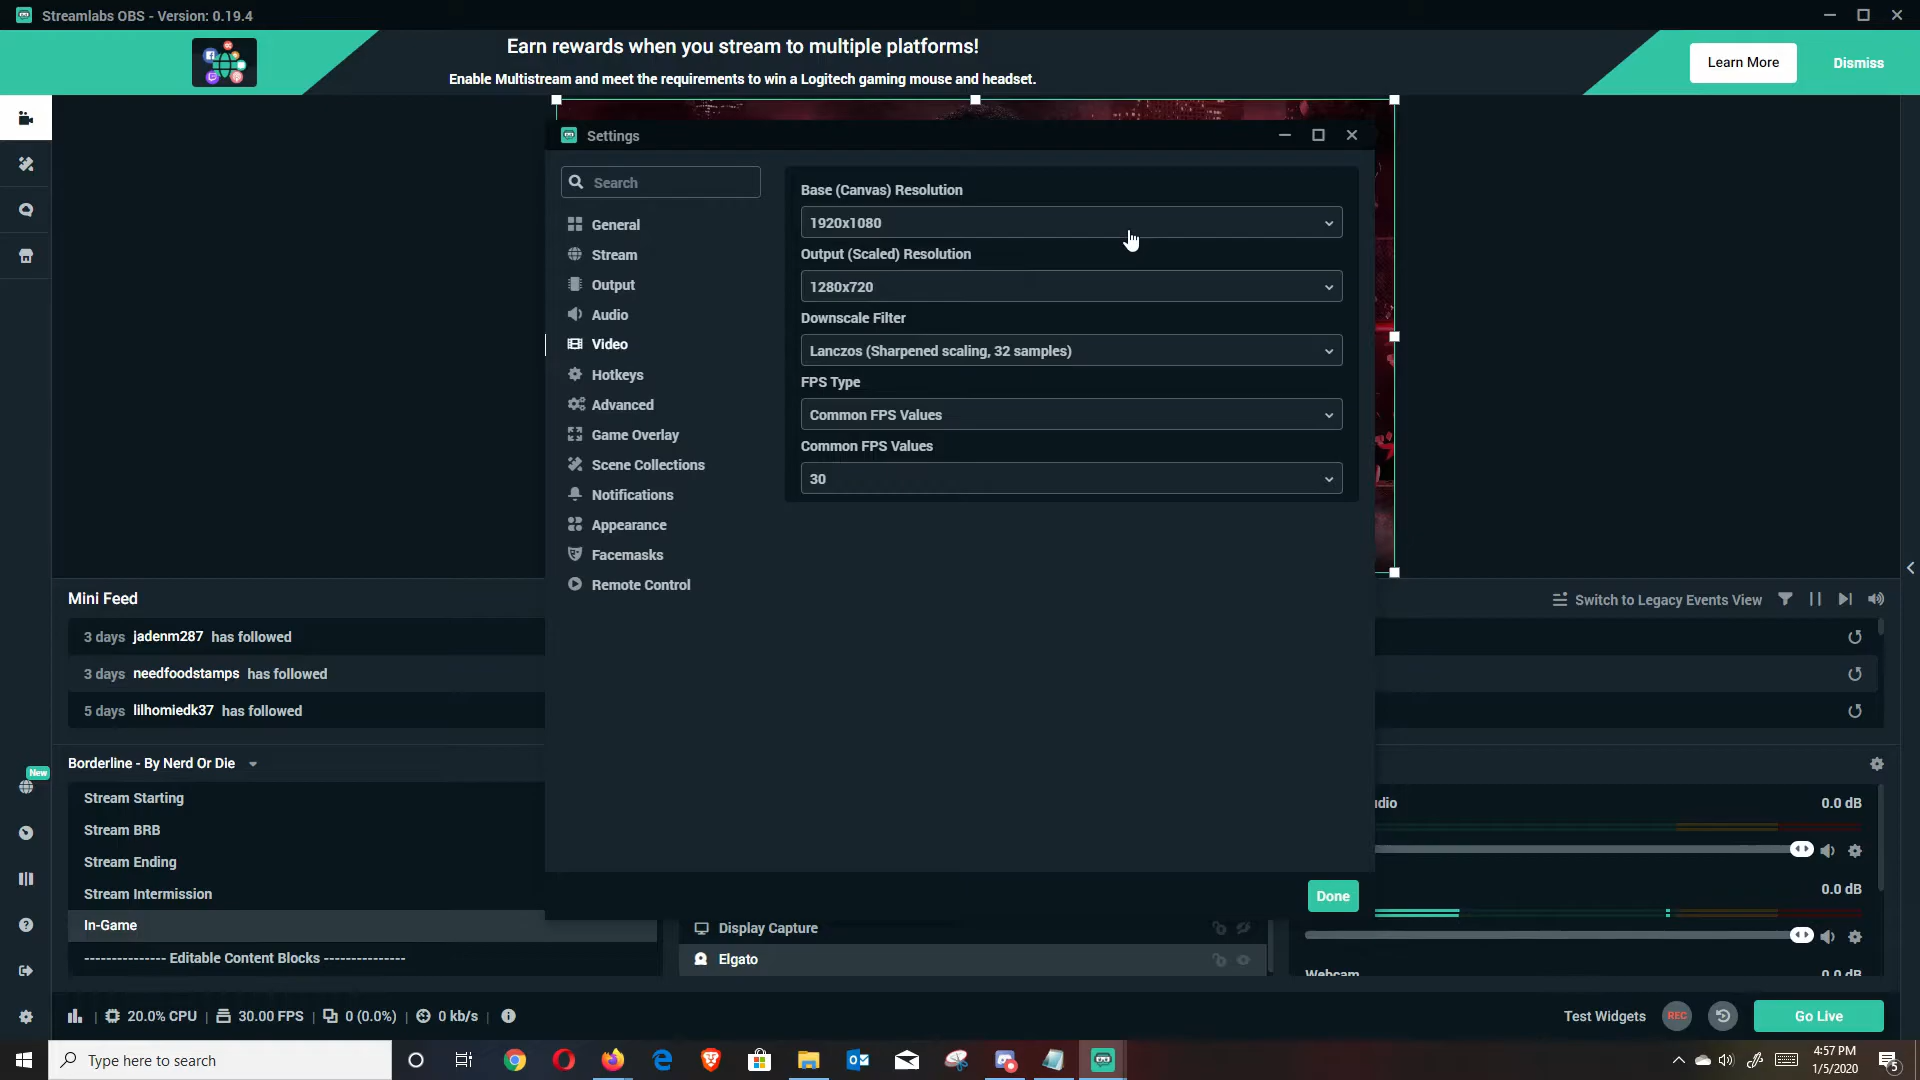 Streamlabs OBS - Version: 0.19.4
Earn rewards when you stream to multiple platforms!
Enable Multistream and meet the requirements to win a Logitech gaming mouse and headset.
Learn More
Dismiss
Settings
Search
General
Stream
Output
Audio
Video
Hotkeys
Advanced
Game Overlay
Scene Collections
Notifications
Appearance
Facemasks
Remote Control
Base (Canvas) Resolution
1920x1080
Output (Scaled) Resolution
1280x720
Downscale Filter
Lanczos (Sharpened scaling, 32 samples)
FPS Type
Common FPS Values
Common FPS Values
30
Done
Mini Feed
Switch to Legacy Events View
3 days jadenm287 has followed
3 days needfoodstamps has followed
5 days lilhomiedk37 has followed
New
Borderline - By Nerd Or Die
Stream Starting
Stream BRB
Stream Ending
Stream Intermission
In-Game
--------------- Editable Content Blocks ---------------
Display Capture
Elgato
udio 0.0 dB
0.0 dB
Webcam 0.0 dB
20.0% CPU | 30.00 FPS | 0 (0.0%) | 0 kb/s |
Test Widgets
REC
Go Live
Type here to search
4:57 PM
1/5/2020
5